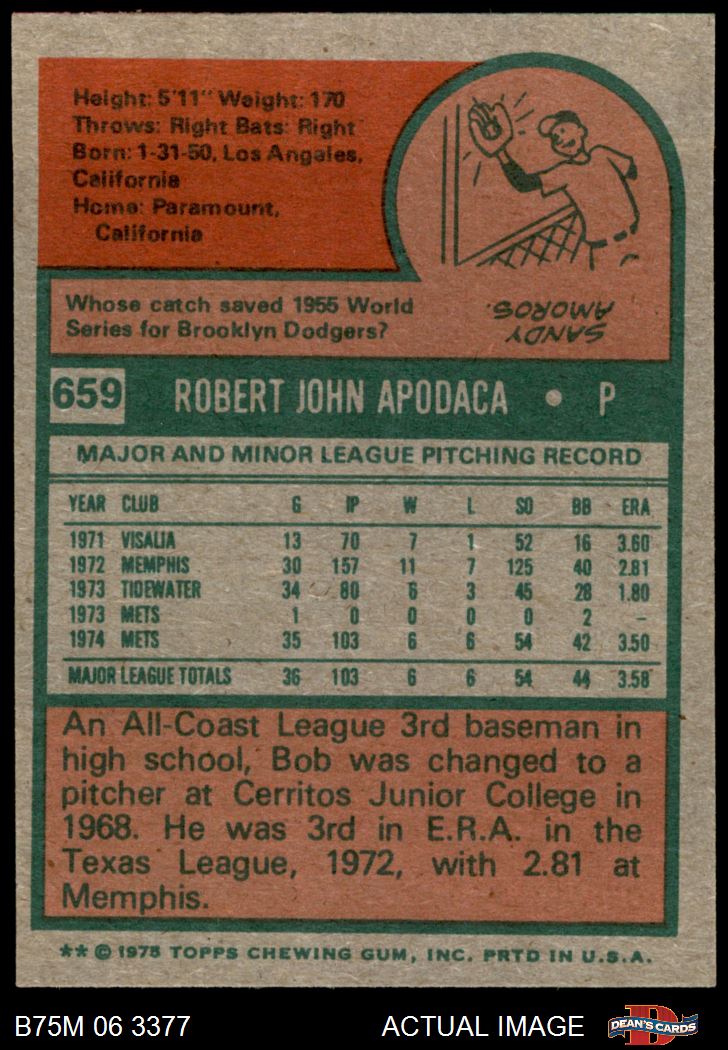 Height: 5'11" Weight: 170
Throws: Right Bats: Right
Born: 1-31-50, Los Angeles,
California
Home: Paramount,
California
Whose catch saved 1955 World
Series for Brooklyn Dodgers?
SANDY
AMOROS.
659 ROBERT JOHN APODACA • P
MAJOR AND MINOR LEAGUE PITCHING RECORD
YEAR CLUB G IP W L SO BB ERA
1971 VISALIA 13 70 7 1 52 16 3.60
1972 MEMPHIS 30 157 11 7 125 40 2.81
1973 TIDEWATER 34 80 6 3 45 28 1.80
1973 METS 1 0 0 0 0 2 –
1974 METS 35 103 6 6 54 42 3.50
MAJOR LEAGUE TOTALS 36 103 6 6 54 44 3.58
An All-Coast League 3rd baseman in
high school, Bob was changed to a
pitcher at Cerritos Junior College in
1968. He was 3rd in E.R.A. in the
Texas League, 1972, with 2.81 at
Memphis.
** © 1975 TOPPS CHEWING GUM, INC. PRTD IN U.S.A.
B75M 06 3377 ACTUAL IMAGE D DEAN'S CARDS